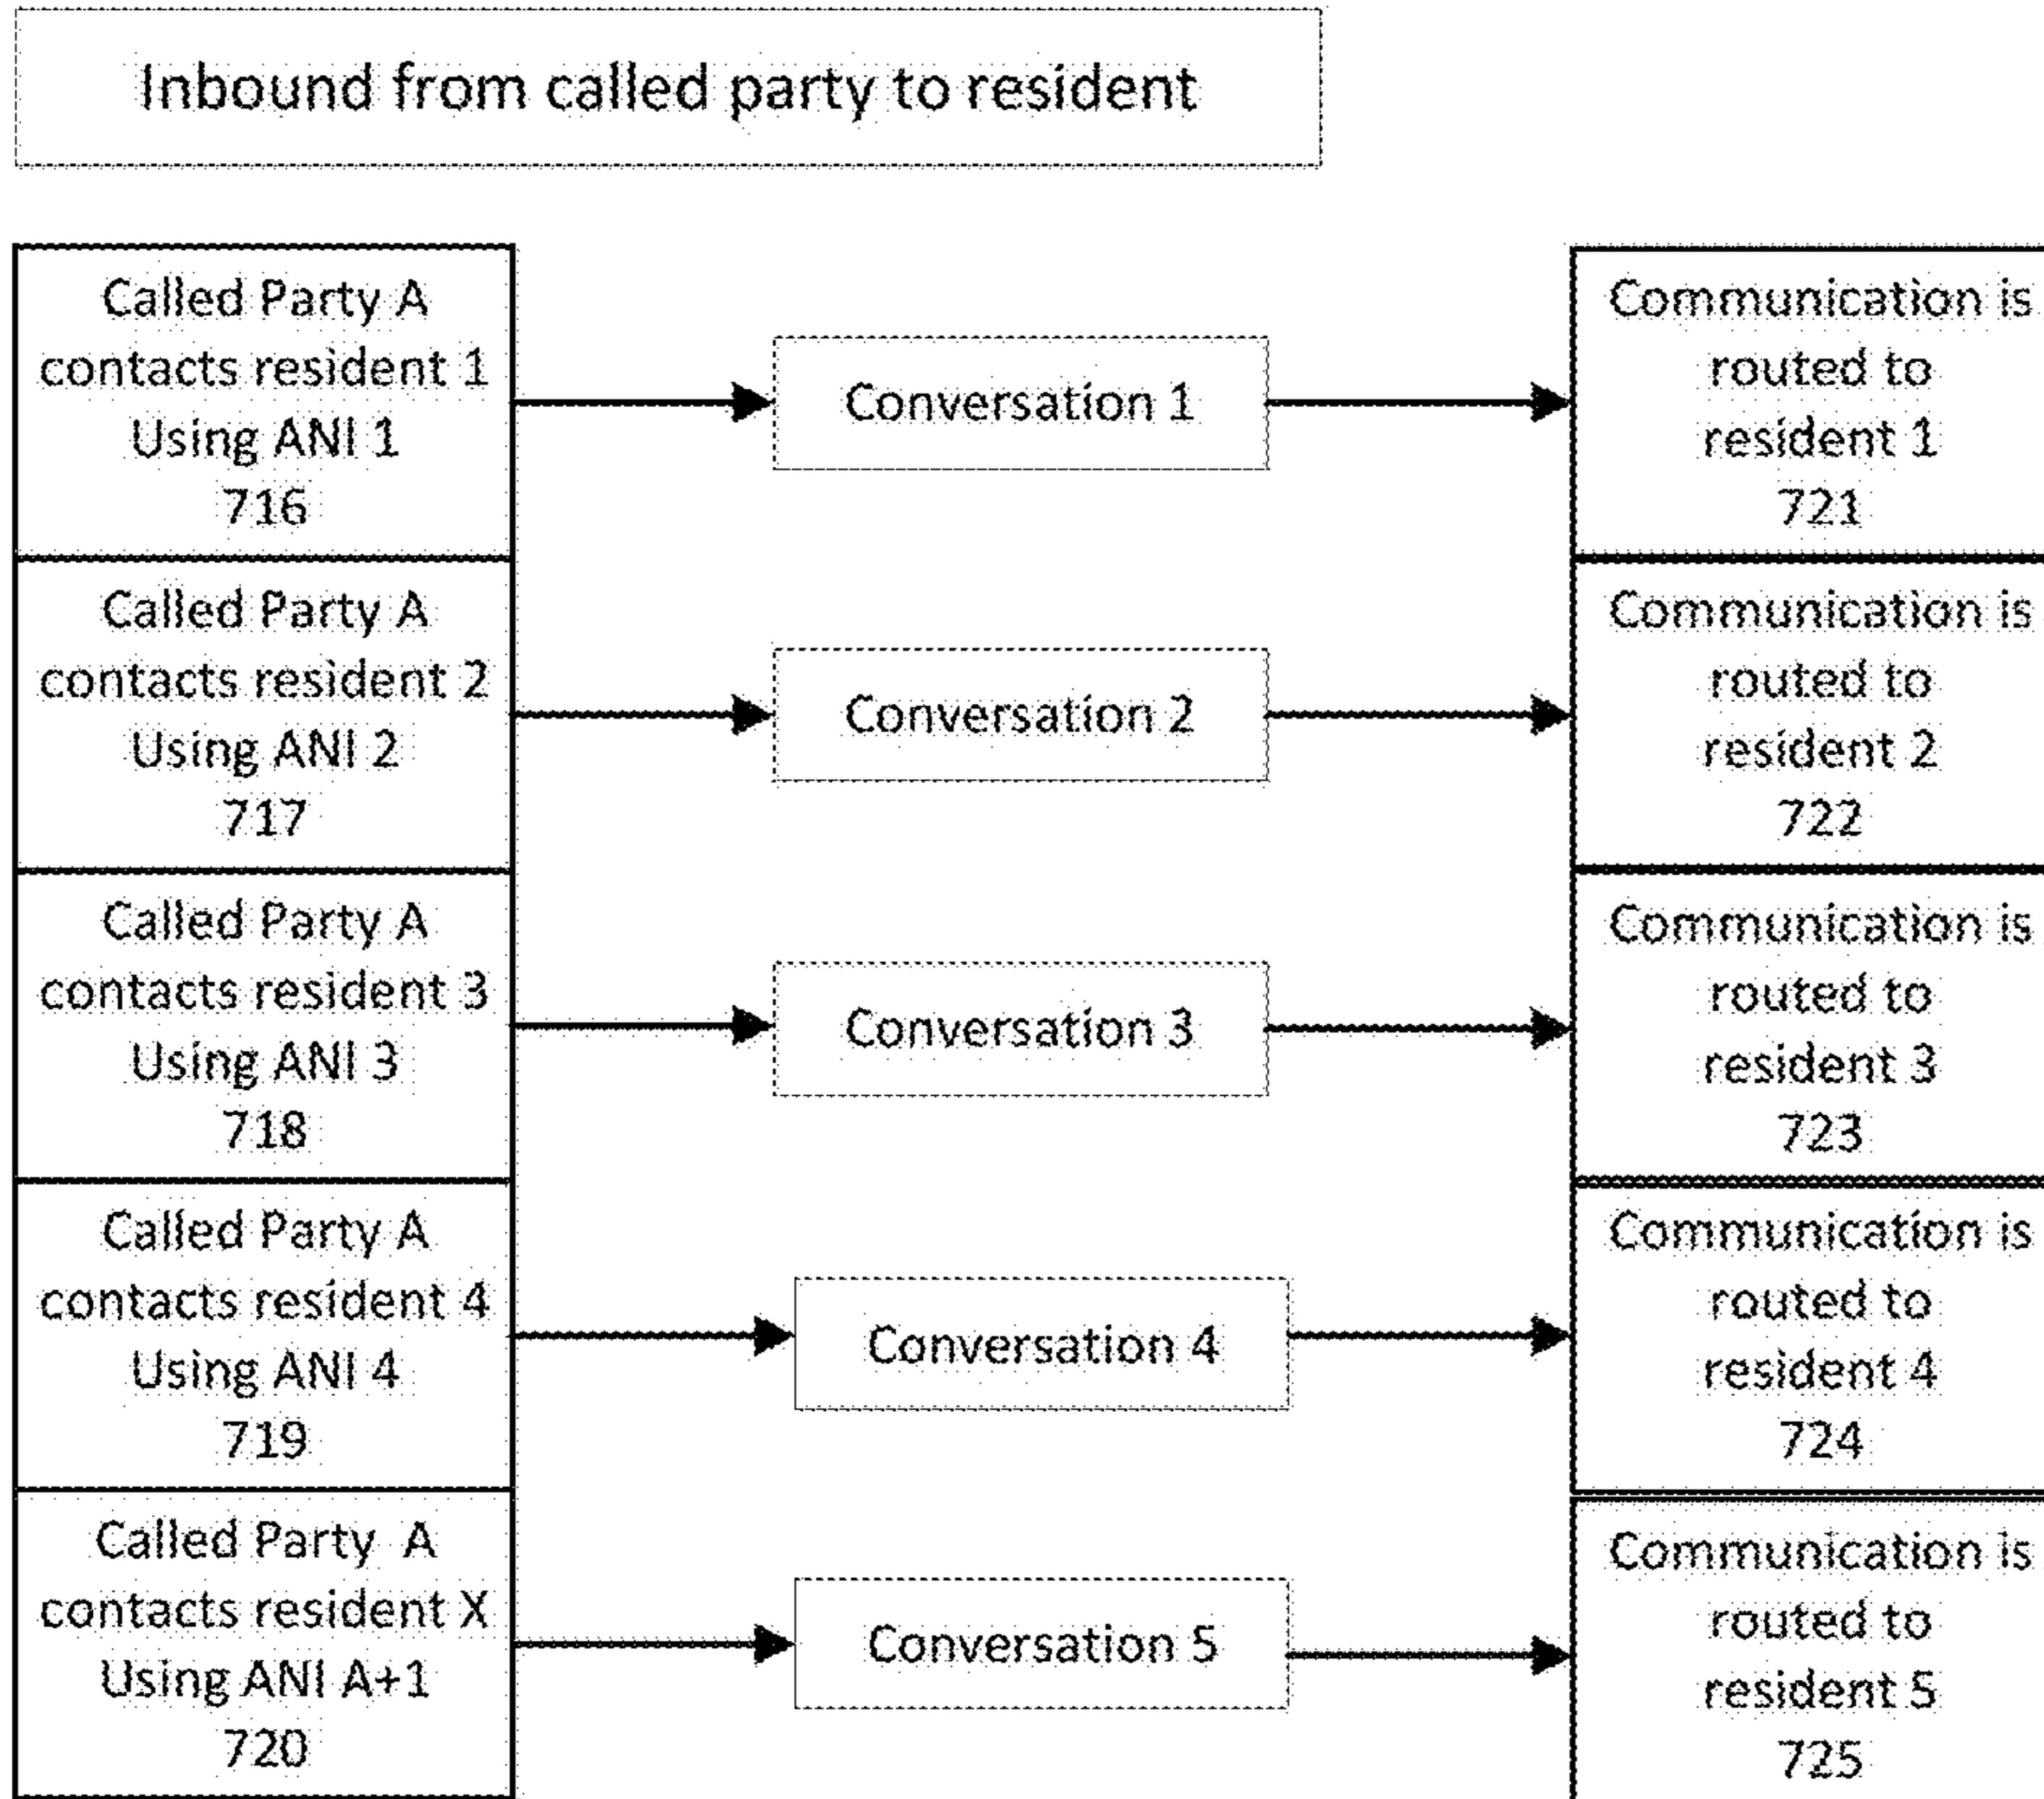 Inbound from called party to resident
Called Party A
contacts resident 1
Using ANI 1
716
Conversation 1
Communication is
routed to
resident 1
721
Called Party A
contacts resident 2
Using ANI 2
717
Conversation 2
Communication is
routed to
resident 2
722
Called Party A
contacts resident 3
Using ANI 3
718
Conversation 3
Communication is
routed to
resident 3
723
Called Party A
contacts resident 4
Using ANI 4
719
Conversation 4
Communication is
routed to
resident 4
724
Called Party A
contacts resident X
Using ANI A+1
720
Conversation 5
Communication is
routed to
resident 5
725